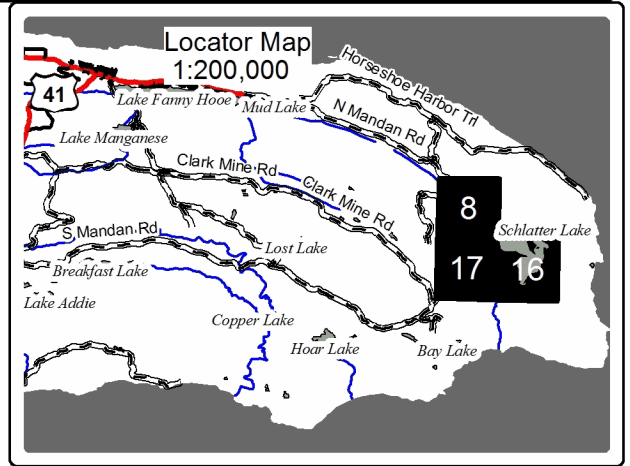 Locator Map
1:200,000
41
Horseshoe Harbor Trl
Lake Fanny Hooe
Mud Lake
N Mandan Rd
Lake Manganese
Clark Mine Rd
Clark Mine Rd
8
Schlatter Lake
S Mandan Rd
Lost Lake
17
16
Breakfast Lake
Lake Addie
Copper Lake
Hoar Lake
Bay Lake